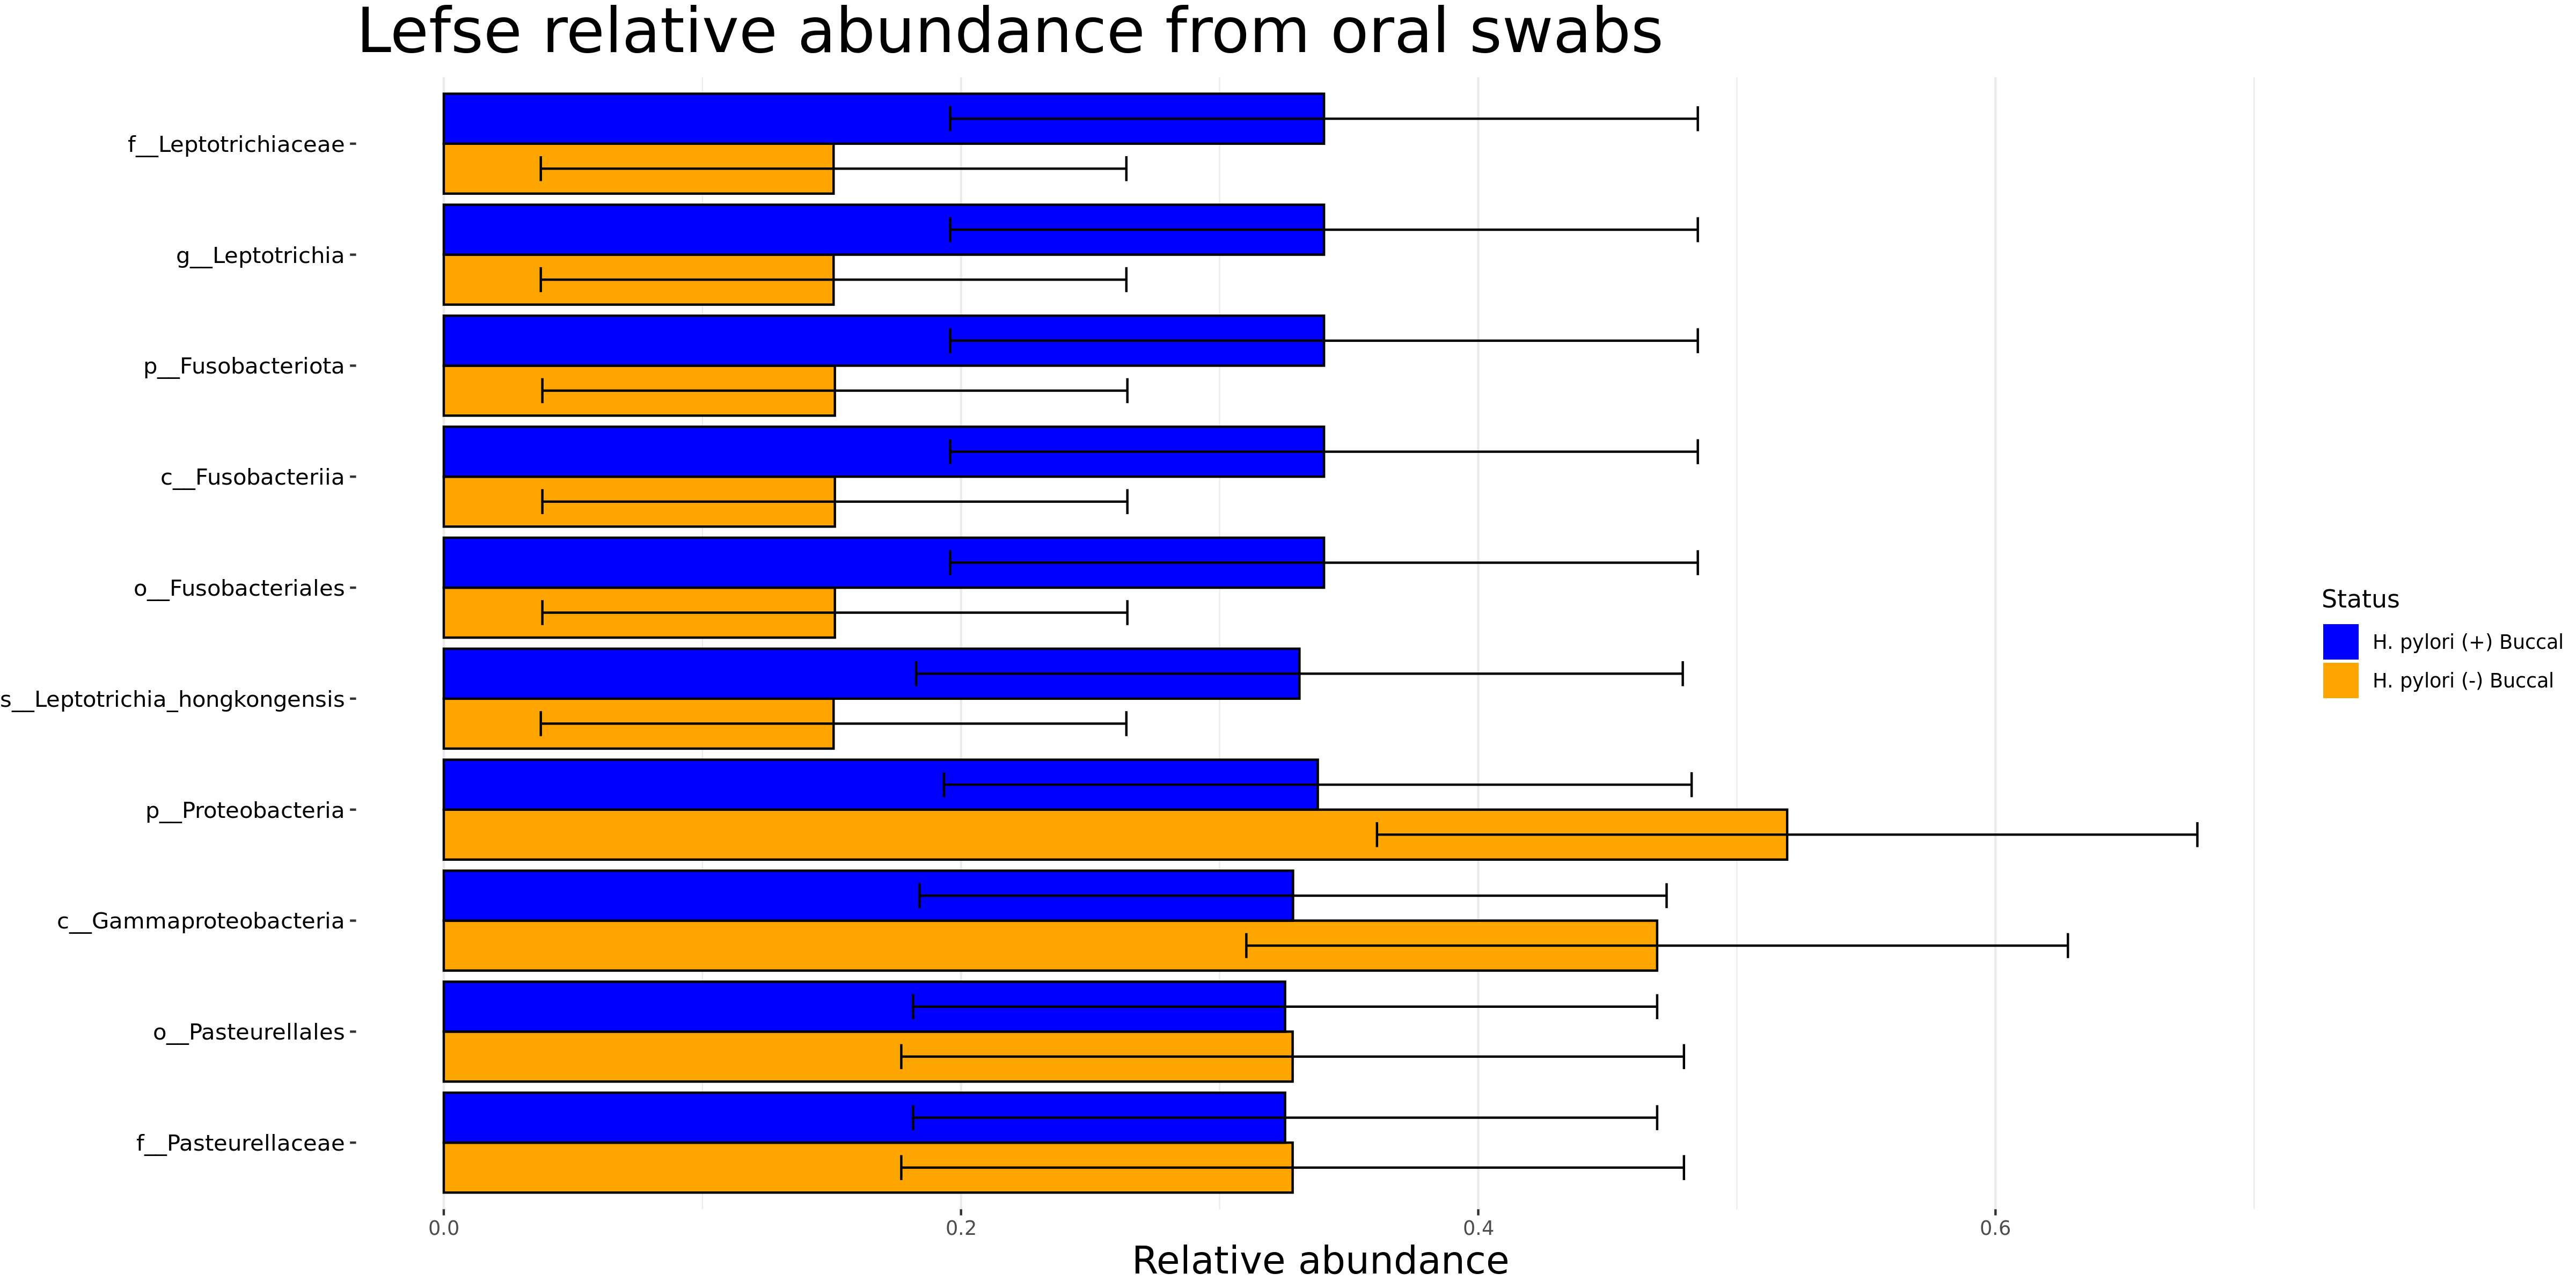 Lefse relative abundance from oral swabs
f__Leptotrichiaceae
g__Leptotrichia
p__Fusobacteriota
c__Fusobacteriia
o__Fusobacteriales
s__Leptotrichia_hongkongensis
p__Proteobacteria
c__Gammaproteobacteria
o__Pasteurellales
f__Pasteurellaceae
0.0 0.2 0.4 0.6
Relative abundance
Status
H. pylori (+) Buccal
H. pylori (-) Buccal